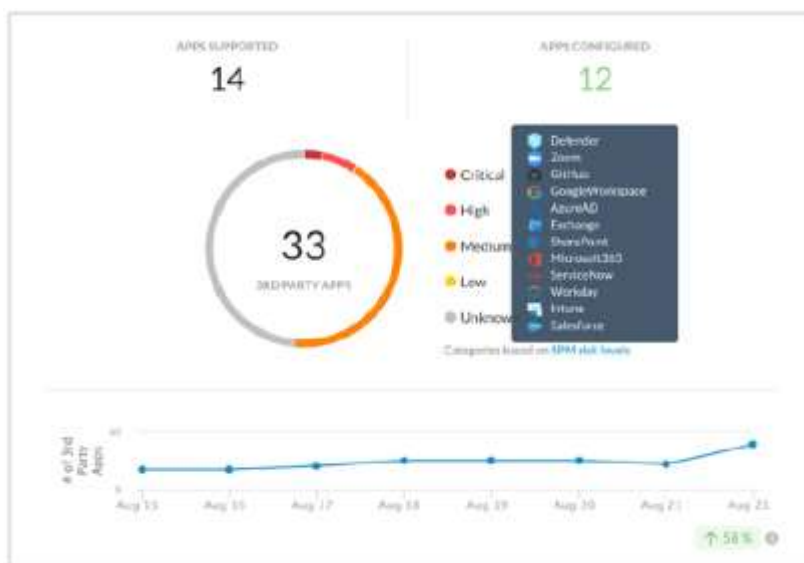 APPS SUPPORTED
14
APPS CONFIGURED
12
33
3RD PARTY APPS
Critical
High
Medium
Low
Unknow
Defender
Zoom
GitHub
GoogleWorkspace
AzureAD
Exchange
SharePoint
Microsoft365
ServiceNow
Workday
Intune
Salesforce
Categories based on SPM risk levels
# of 3rd
Party
Apps
Aug 15
Aug 16
Aug 17
Aug 18
Aug 19
Aug 20
Aug 21
58 %